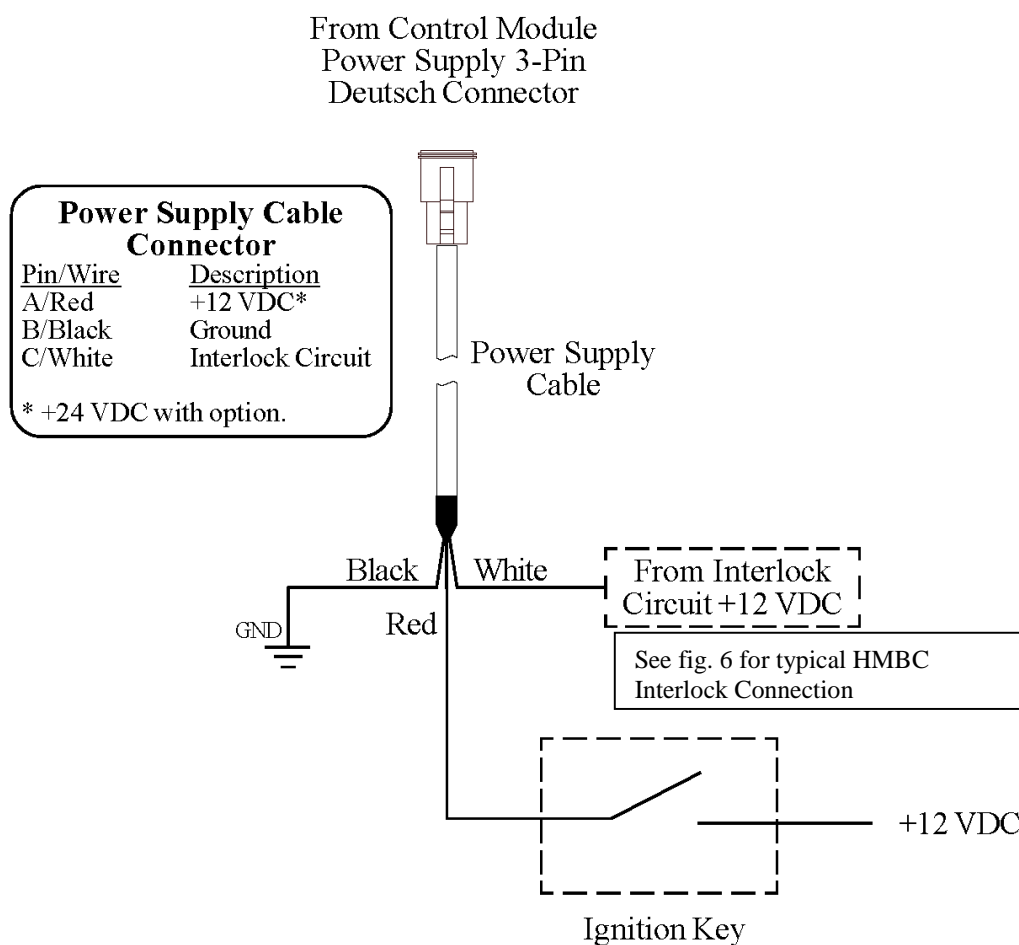 From Control Module
Power Supply 3-Pin
Deutsch Connector
Power Supply Cable
Connector
Pin/Wire Description
A/Red +12 VDC*
B/Black Ground
C/White Interlock Circuit
* +24 VDC with option.
Power Supply
Cable
Black
White
Red
GND
From Interlock
Circuit +12 VDC
See fig. 6 for typical HMBC
Interlock Connection
+12 VDC
Ignition Key